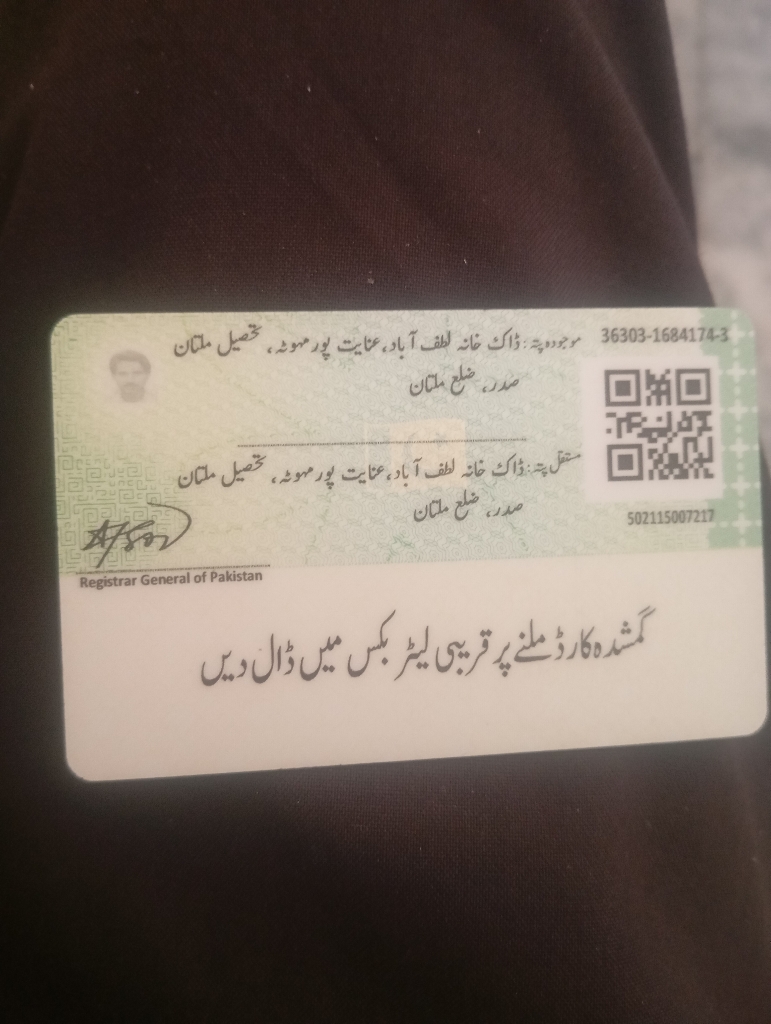 36303-1684174-3
موجودہ پتہ: ڈاک خانہ لطف آباد، عنایت پور مہوٹہ، تحصیل ملتان
صدر، ضلع ملتان
مستقل پتہ: ڈاک خانہ لطف آباد، عنایت پور مہوٹہ، تحصیل ملتان
صدر، ضلع ملتان
502115007217
Registrar General of Pakistan
گمشدہ کارڈ ملنے پر قریبی لیٹر بکس میں ڈال دیں